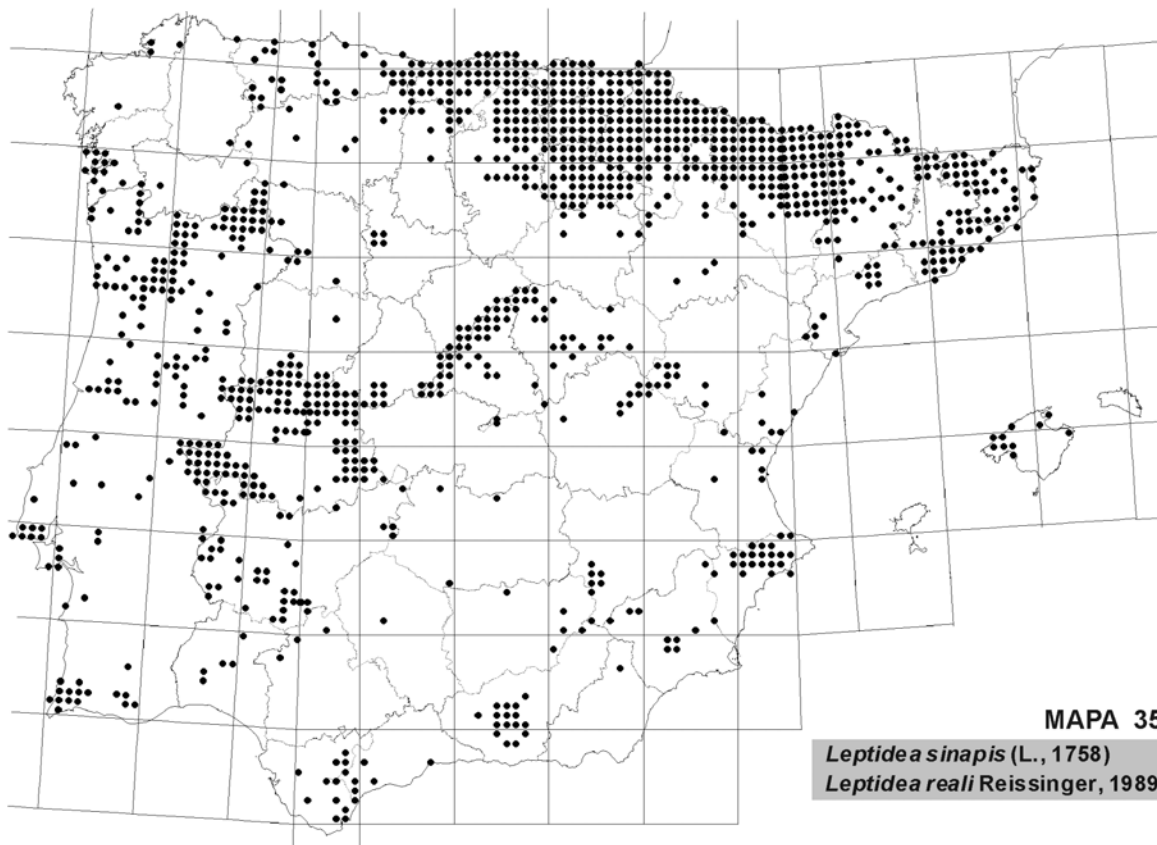 MAPA 35
Leptidea sinapis (L., 1758)
Leptidea reali Reissinger, 1989